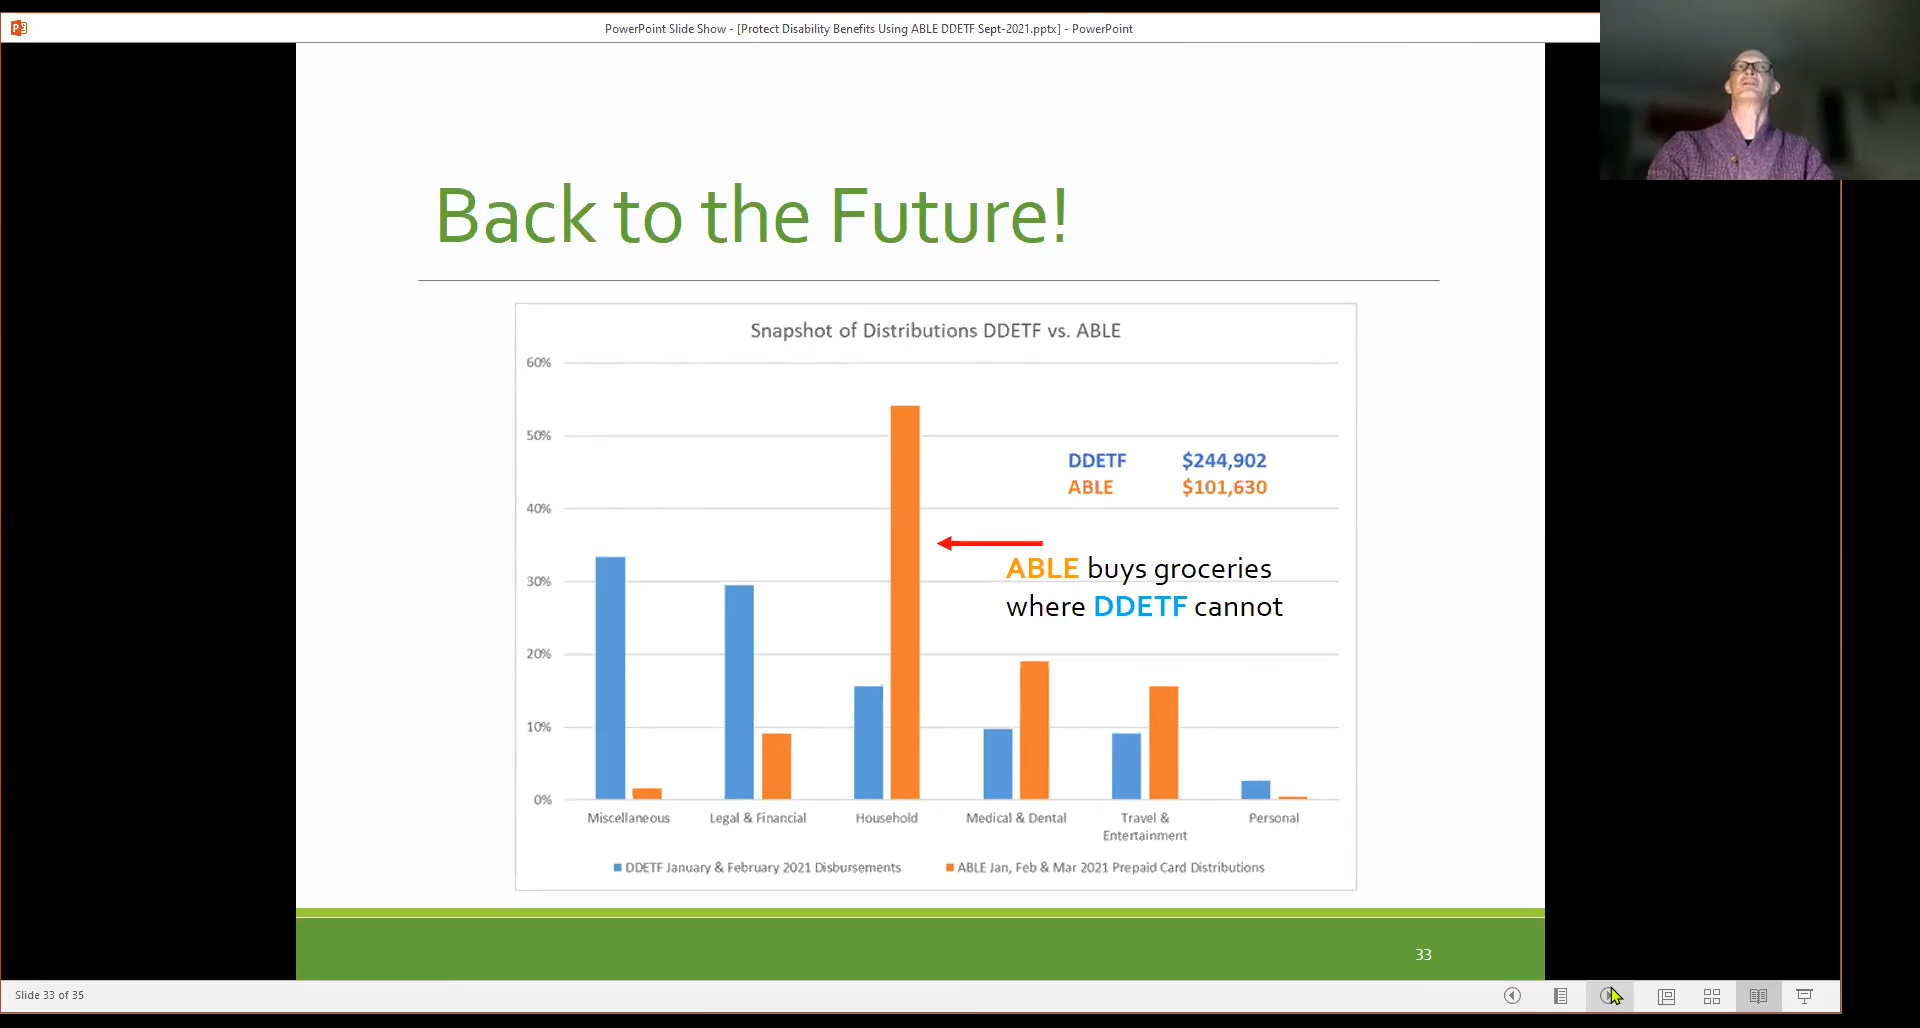 PowerPoint Slide Show - [Protect Disability Benefits Using ABLE DDETF Sept-2021.pptx] - PowerPoint
Back to the Future!
Snapshot of Distributions DDETF vs. ABLE
60%
50%
40%
30%
20%
10%
0%
DDETF $244,902
ABLE $101,630
ABLE buys groceries
where DDETF cannot
Miscellaneous
Legal & Financial
Household
Medical & Dental
Travel &
Entertainment
Personal
DDETF January & February 2021 Disbursements
ABLE Jan, Feb & Mar 2021 Prepaid Card Distributions
33
Slide 33 of 35